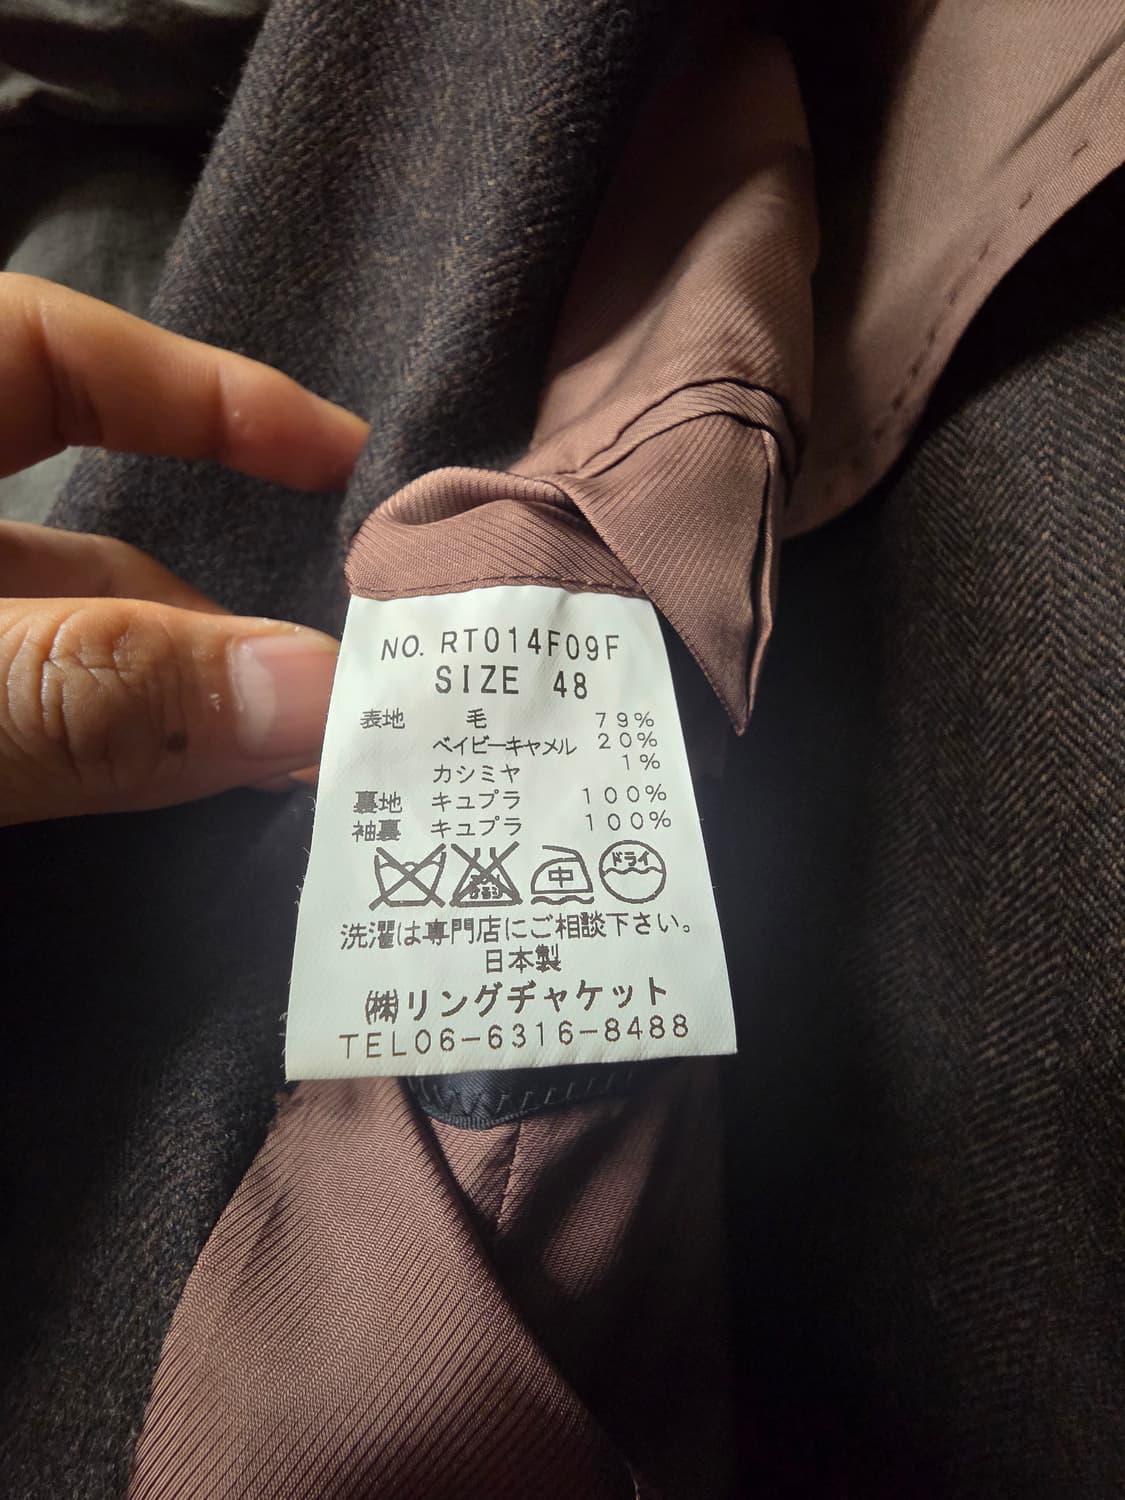 NO. RT014F09F
SIZE 48
表地 毛 79%
ベイビーキャメル 20%
カシミヤ 1%
裏地 キュプラ 100%
袖裏 キュプラ 100%
中 ドライ
洗濯は専門店にご相談下さい。
日本製
㈱リングヂャケット
TEL06-6316-8488